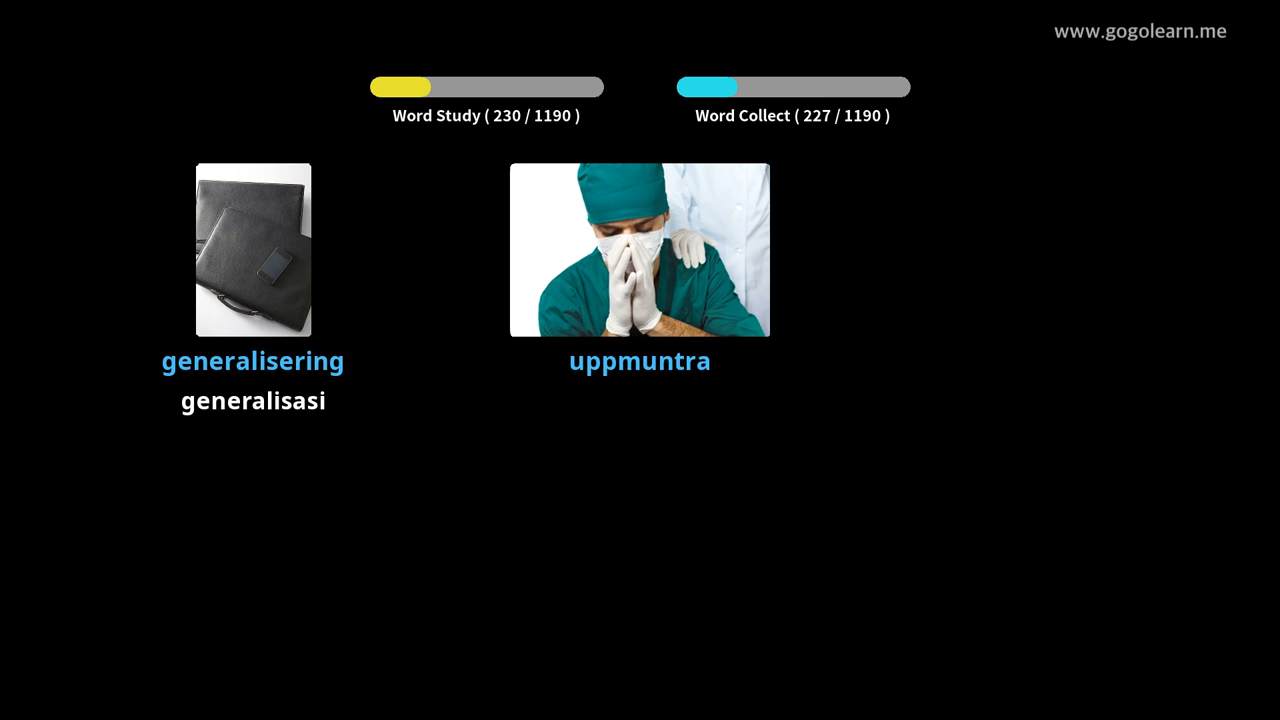 www.gogolearn.me
Word Study ( 230 / 1190 )
Word Collect ( 227 / 1190 )
generalisering
generalisasi
uppmuntra